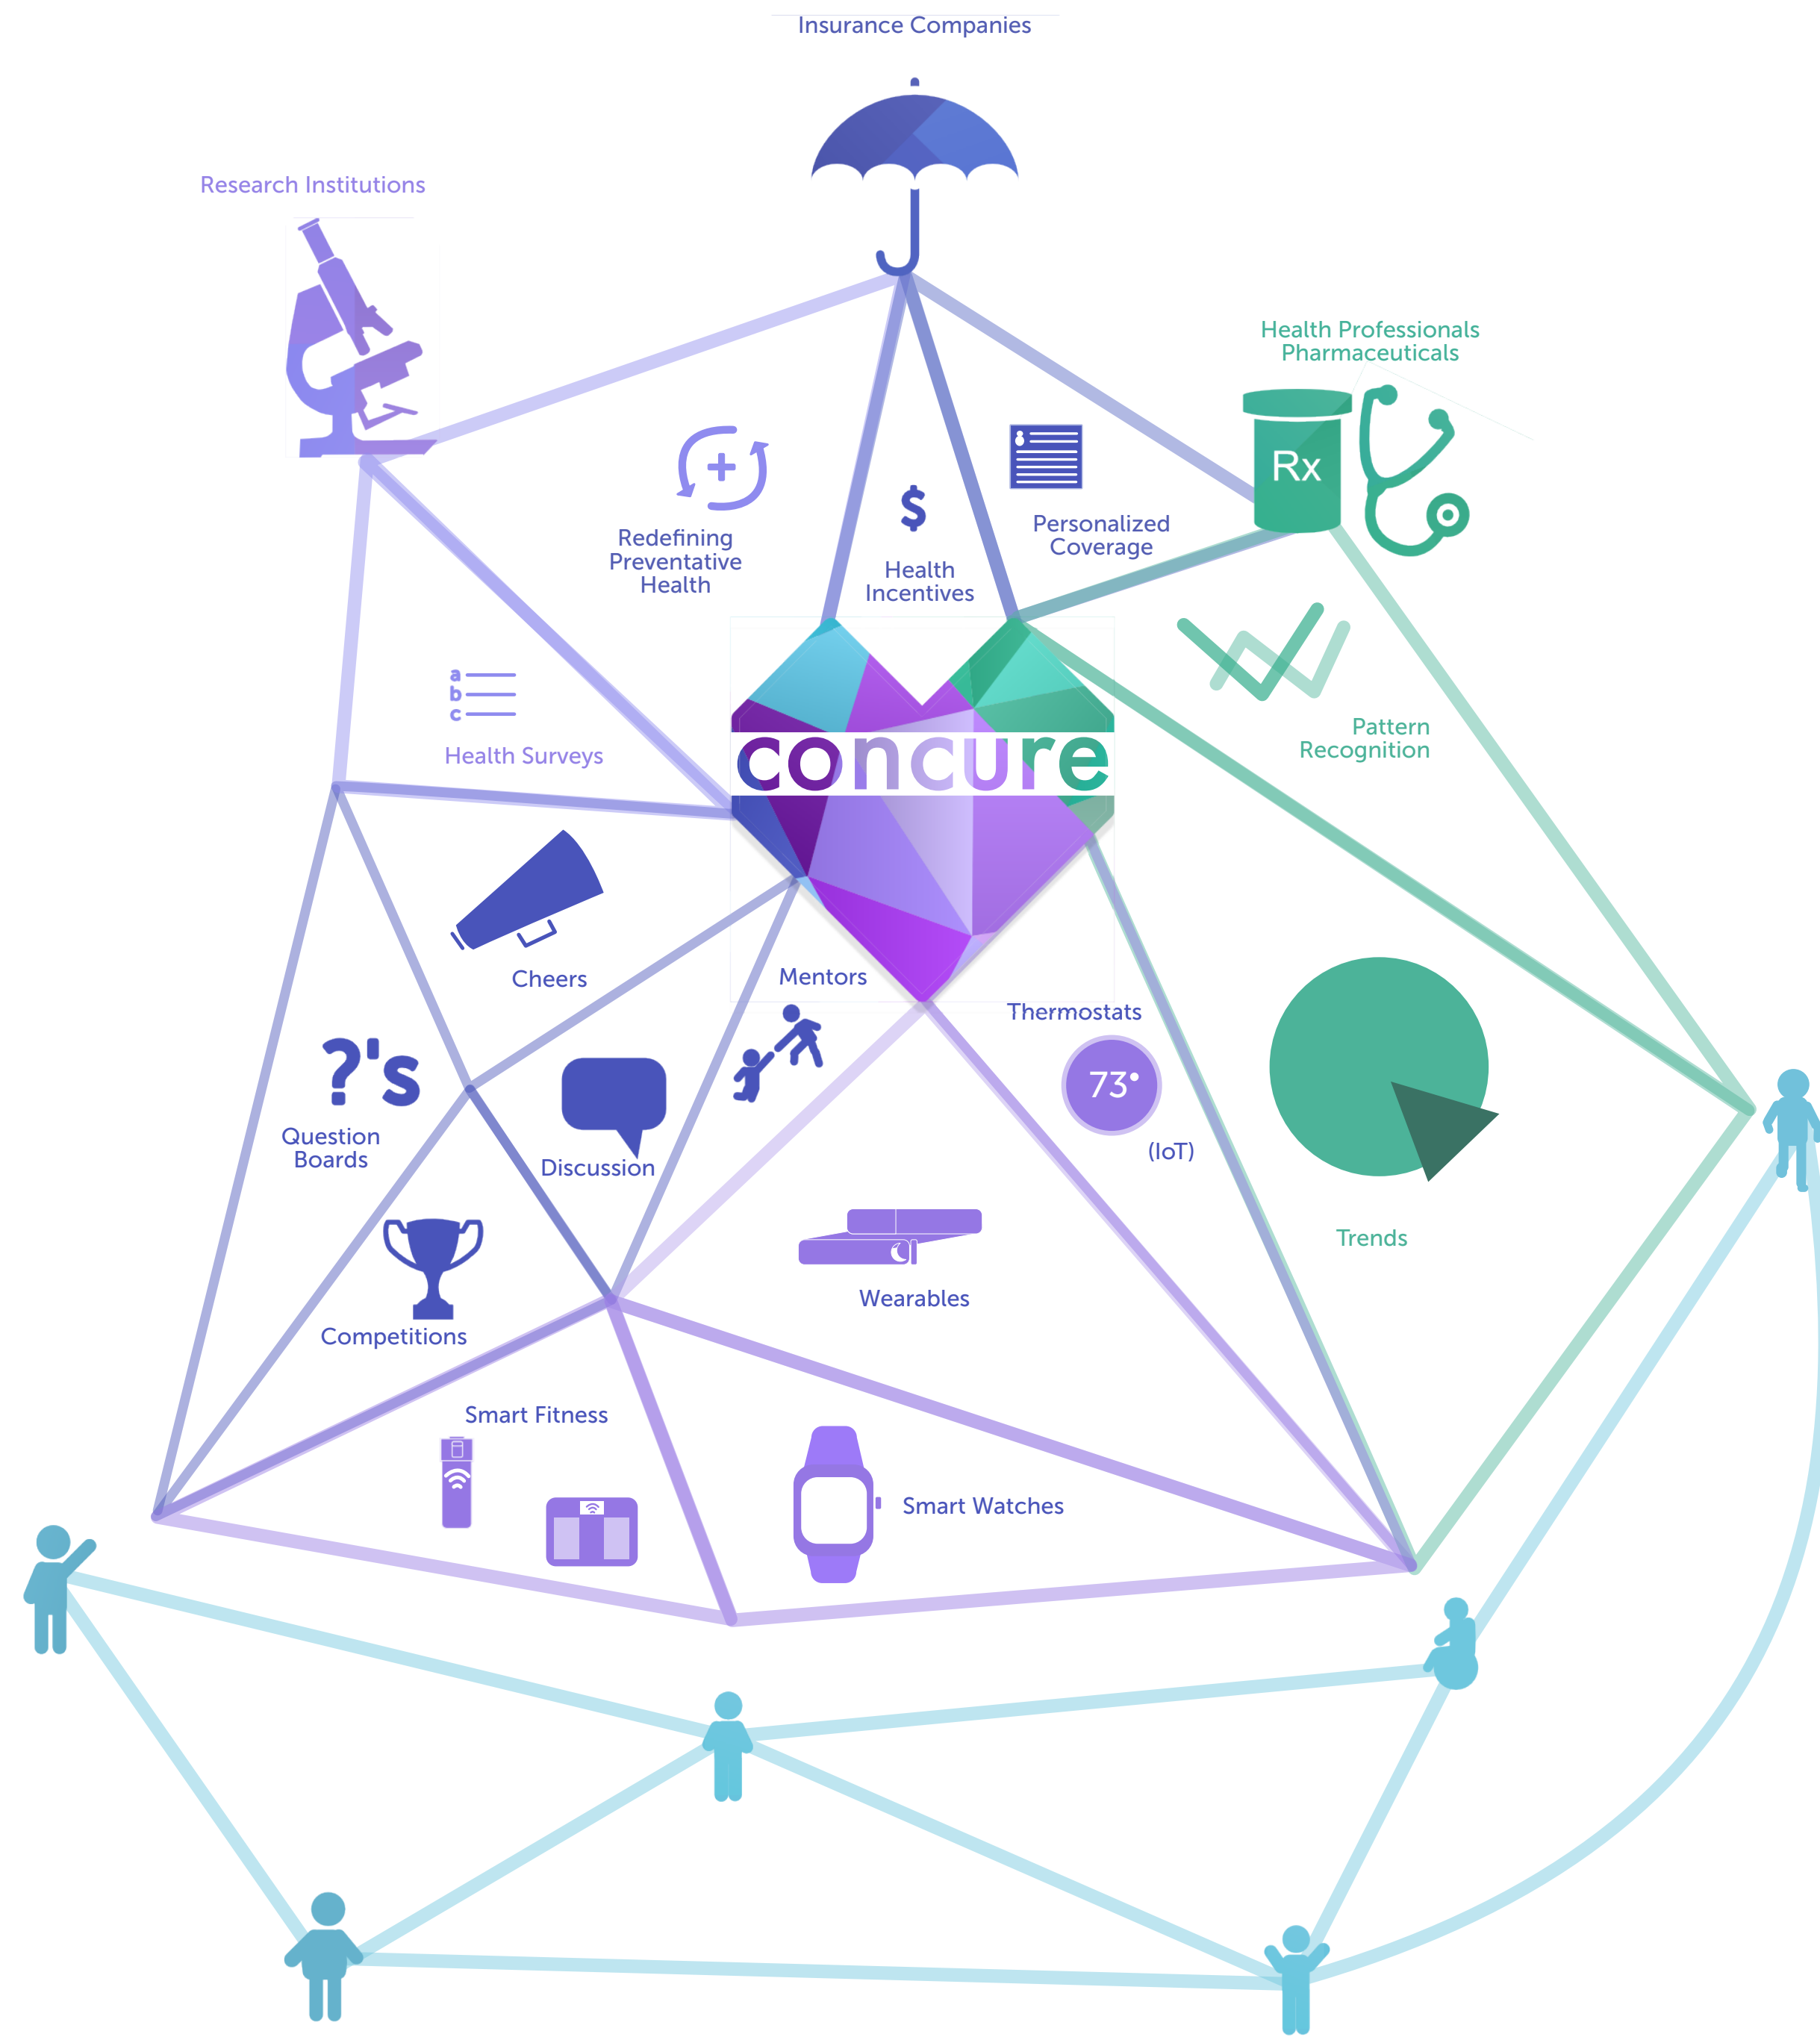 Insurance Companies
Research Institutions
Health Professionals
Pharmaceuticals
Rx
$
Redefining
Preventative
Health
Health
Incentives
Personalized
Coverage
a
b
c
Health Surveys
Pattern
Recognition
concure
Cheers
Mentors
Thermostats
73°
(IoT)
?'s
Question
Boards
Discussion
Trends
Wearables
Competitions
Smart Fitness
Smart Watches